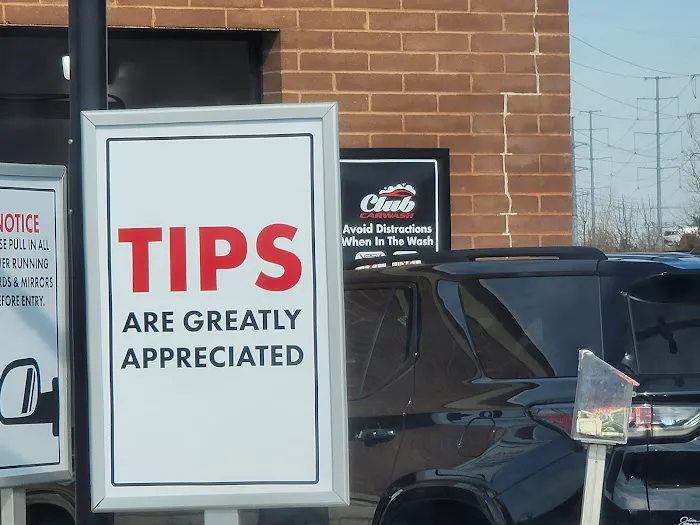 NOTICE
SE PULL IN ALL
ER RUNNING
RDS & MIRRORS
EFORE ENTRY.
TIPS
ARE GREATLY
APPRECIATED
Club
CARWASH
Avoid Distractions
When In The Wash